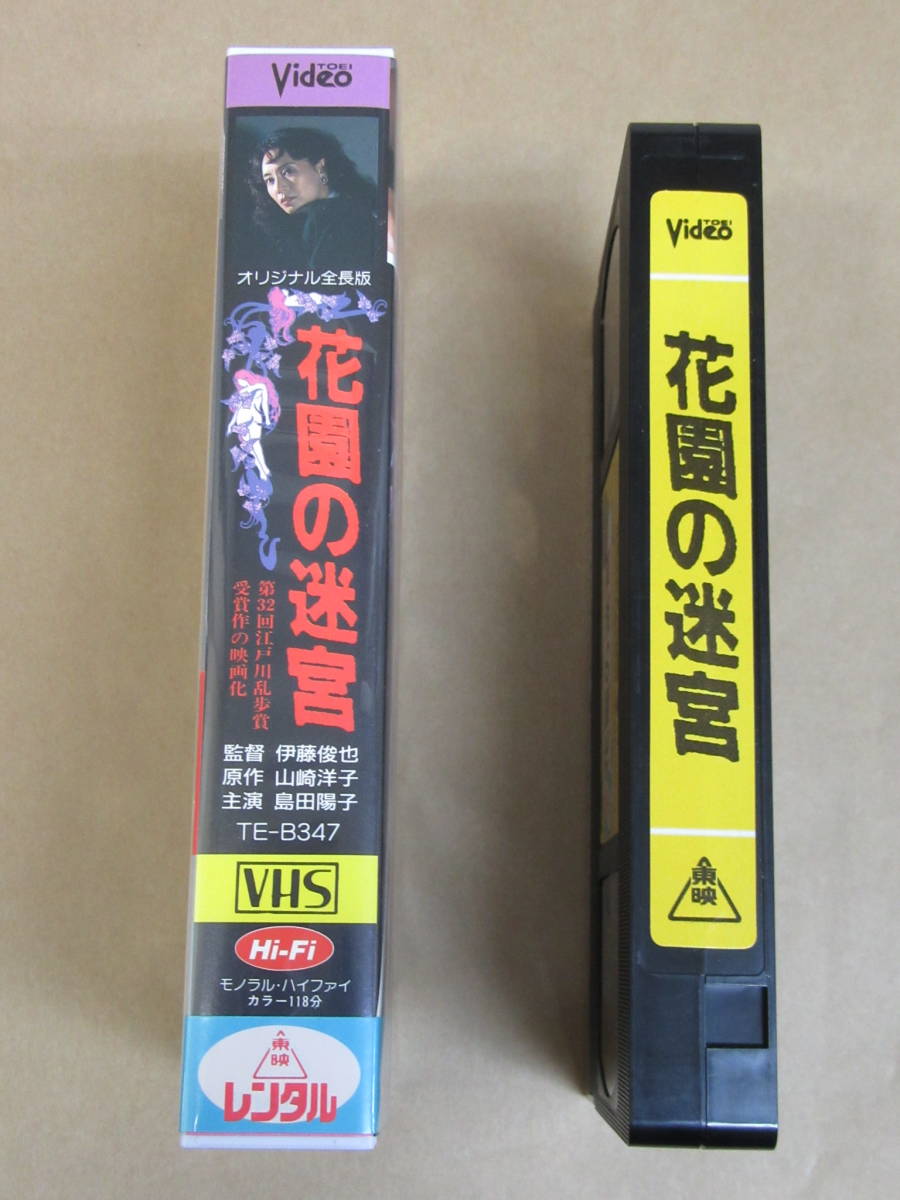 TOEI
Video
オリジナル全長版
花園の迷宮
第32回江戸川乱歩賞
受賞作の映画化
監督 伊藤俊也
原作 山崎洋子
主演 島田陽子
TE-B347
VHS
Hi-Fi
モノラル・ハイファイ
カラー118分
東映
レンタル
TOEI
Video
花園の迷宮
東映